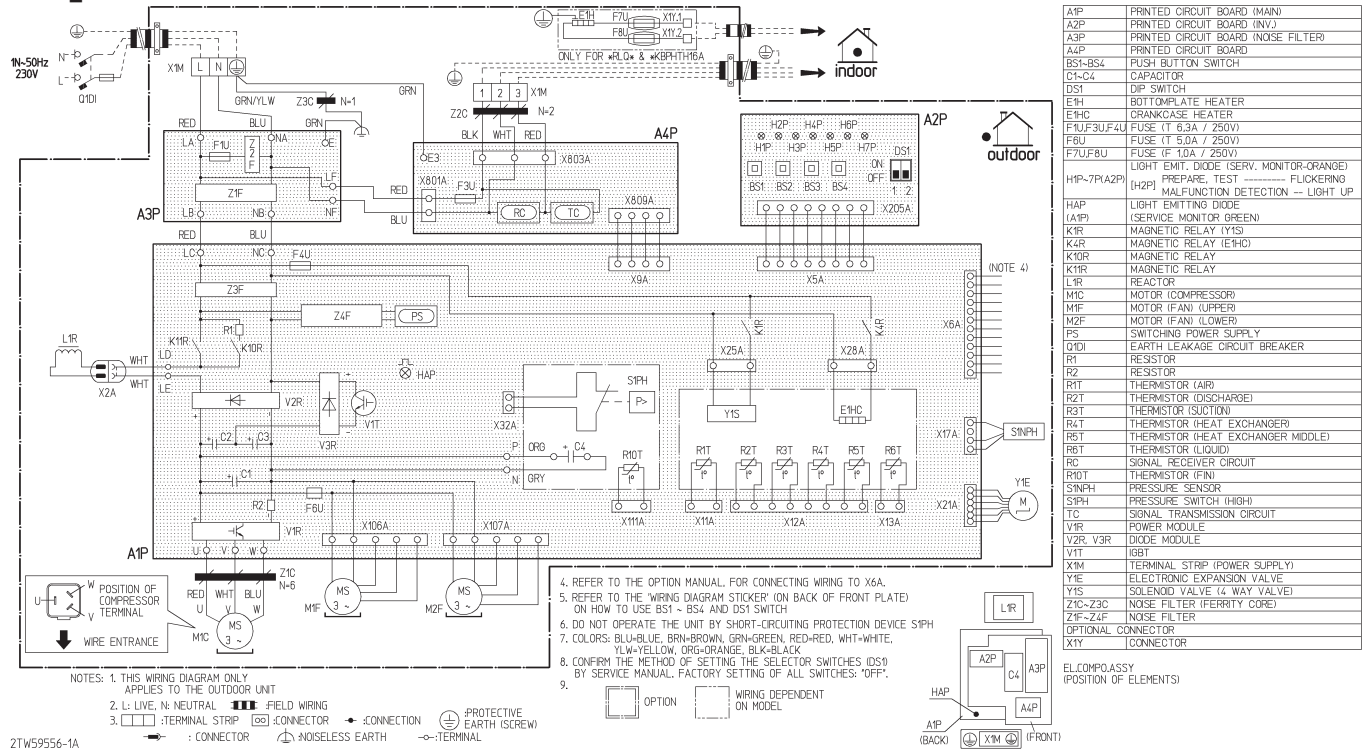 1N~50Hz
230V
N
L
Q1DI
X1M
L
N
GRN/YLW
Z3C
N=1
GRN
GRN
RED
BLU
LA
NA
E
F1U
Z2F
LF
NF
Z1F
LB
NB
A3P
RED
BLU
E1H
F7U
X1Y.1
F8U
X1Y.2
ONLY FOR *RLQ* & *KBPHTH16A
indoor
1 2 3
X1M
Z2C
N=2
BLK
WHT
RED
A4P
E3
X803A
X801A
F3U
RC
TC
X809A
RED
BLU
A2P
H2P H4P H6P
H1P H3P H5P H7P
DS1
ON
OFF
1 2
BS1 BS2 BS3 BS4
X205A
outdoor
LC
NC
F4U
X9A
X5A
(NOTE 4)
Z3F
Z4F
PS
R1
K11R
K10R
L1R
WHT
LD
WHT
LE
X2A
HAP
V2R
V3R
V1T
C2
C3
C1
R2
F6U
V1R
S1PH
P>
X32A
P
ORG
C4
N
GRY
R10T
t°
X111A
K1R
K4R
X25A
X28A
Y1S
E1HC
R1T R2T R3T R4T R5T R6T
t° t° t° t° t° t°
X11A
X12A
X13A
X6A
X17A
S1NPH
X21A
Y1E
M
X106A
X107A
A1P
U V W
Z1C
N=6
RED
WHT
BLU
U
V
W
M1C
MS
3 ~
M1F
MS
3 ~
M2F
MS
3 ~
W
U
V
POSITION OF
COMPRESSOR
TERMINAL
WIRE ENTRANCE
NOTES: 1. THIS WIRING DIAGRAM ONLY
APPLIES TO THE OUTDOOR UNIT
2. L: LIVE, N: NEUTRAL :FIELD WIRING
3. :TERMINAL STRIP :CONNECTOR :CONNECTION :PROTECTIVE
EARTH (SCREW)
: CONNECTOR :NOISELESS EARTH :TERMINAL
4. REFER TO THE OPTION MANUAL, FOR CONNECTING WIRING TO X6A.
5. REFER TO THE 'WIRING DIAGRAM STICKER' (ON BACK OF FRONT PLATE)
ON HOW TO USE BS1 ~ BS4 AND DS1 SWITCH
6. DO NOT OPERATE THE UNIT BY SHORT-CIRCUITING PROTECTION DEVICE S1PH
7. COLORS: BLU=BLUE, BRN=BROWN, GRN=GREEN, RED=RED, WHT=WHITE,
YLW=YELLOW, ORG=ORANGE, BLK=BLACK
8. CONFIRM THE METHOD OF SETTING THE SELECTOR SWITCHES (DS1)
BY SERVICE MANUAL. FACTORY SETTING OF ALL SWITCHES: "OFF".
9.
OPTION
WIRING DEPENDENT
ON MODEL
2TW59556-1A
A1P PRINTED CIRCUIT BOARD (MAIN)
A2P PRINTED CIRCUIT BOARD (INV.)
A3P PRINTED CIRCUIT BOARD (NOISE FILTER)
A4P PRINTED CIRCUIT BOARD
BS1~BS4 PUSH BUTTON SWITCH
C1~C4 CAPACITOR
DS1 DIP SWITCH
E1H BOTTOMPLATE HEATER
E1HC CRANKCASE HEATER
F1U,F3U,F4U FUSE (T 6,3A / 250V)
F6U FUSE (T 5,0A / 250V)
F7U,F8U FUSE (F 1,0A / 250V)
H1P~7P(A2P) LIGHT EMIT. DIODE (SERV. MONITOR-ORANGE)
[H2P] PREPARE, TEST --------- FLICKERING
MALFUNCTION DETECTION -- LIGHT UP
HAP LIGHT EMITTING DIODE
(A1P) (SERVICE MONITOR GREEN)
K1R MAGNETIC RELAY (Y1S)
K4R MAGNETIC RELAY (E1HC)
K10R MAGNETIC RELAY
K11R MAGNETIC RELAY
L1R REACTOR
M1C MOTOR (COMPRESSOR)
M1F MOTOR (FAN) (UPPER)
M2F MOTOR (FAN) (LOWER)
PS SWITCHING POWER SUPPLY
Q1DI EARTH LEAKAGE CIRCUIT BREAKER
R1 RESISTOR
R2 RESISTOR
R1T THERMISTOR (AIR)
R2T THERMISTOR (DISCHARGE)
R3T THERMISTOR (SUCTION)
R4T THERMISTOR (HEAT EXCHANGER)
R5T THERMISTOR (HEAT EXCHANGER MIDDLE)
R6T THERMISTOR (LIQUID)
RC SIGNAL RECEIVER CIRCUIT
R10T THERMISTOR (FIN)
S1NPH PRESSURE SENSOR
S1PH PRESSURE SWITCH (HIGH)
TC SIGNAL TRANSMISSION CIRCUIT
V1R POWER MODULE
V2R, V3R DIODE MODULE
V1T IGBT
X1M TERMINAL STRIP (POWER SUPPLY)
Y1E ELECTRONIC EXPANSION VALVE
Y1S SOLENOID VALVE (4 WAY VALVE)
Z1C~Z3C NOISE FILTER (FERRITY CORE)
Z1F~Z4F NOISE FILTER
OPTIONAL CONNECTOR
X1Y CONNECTOR
L1R
A2P
C4
A3P
A4P
HAP
A1P
(BACK)
X1M
(FRONT)
EL.COMPO.ASSY
(POSITION OF ELEMENTS)